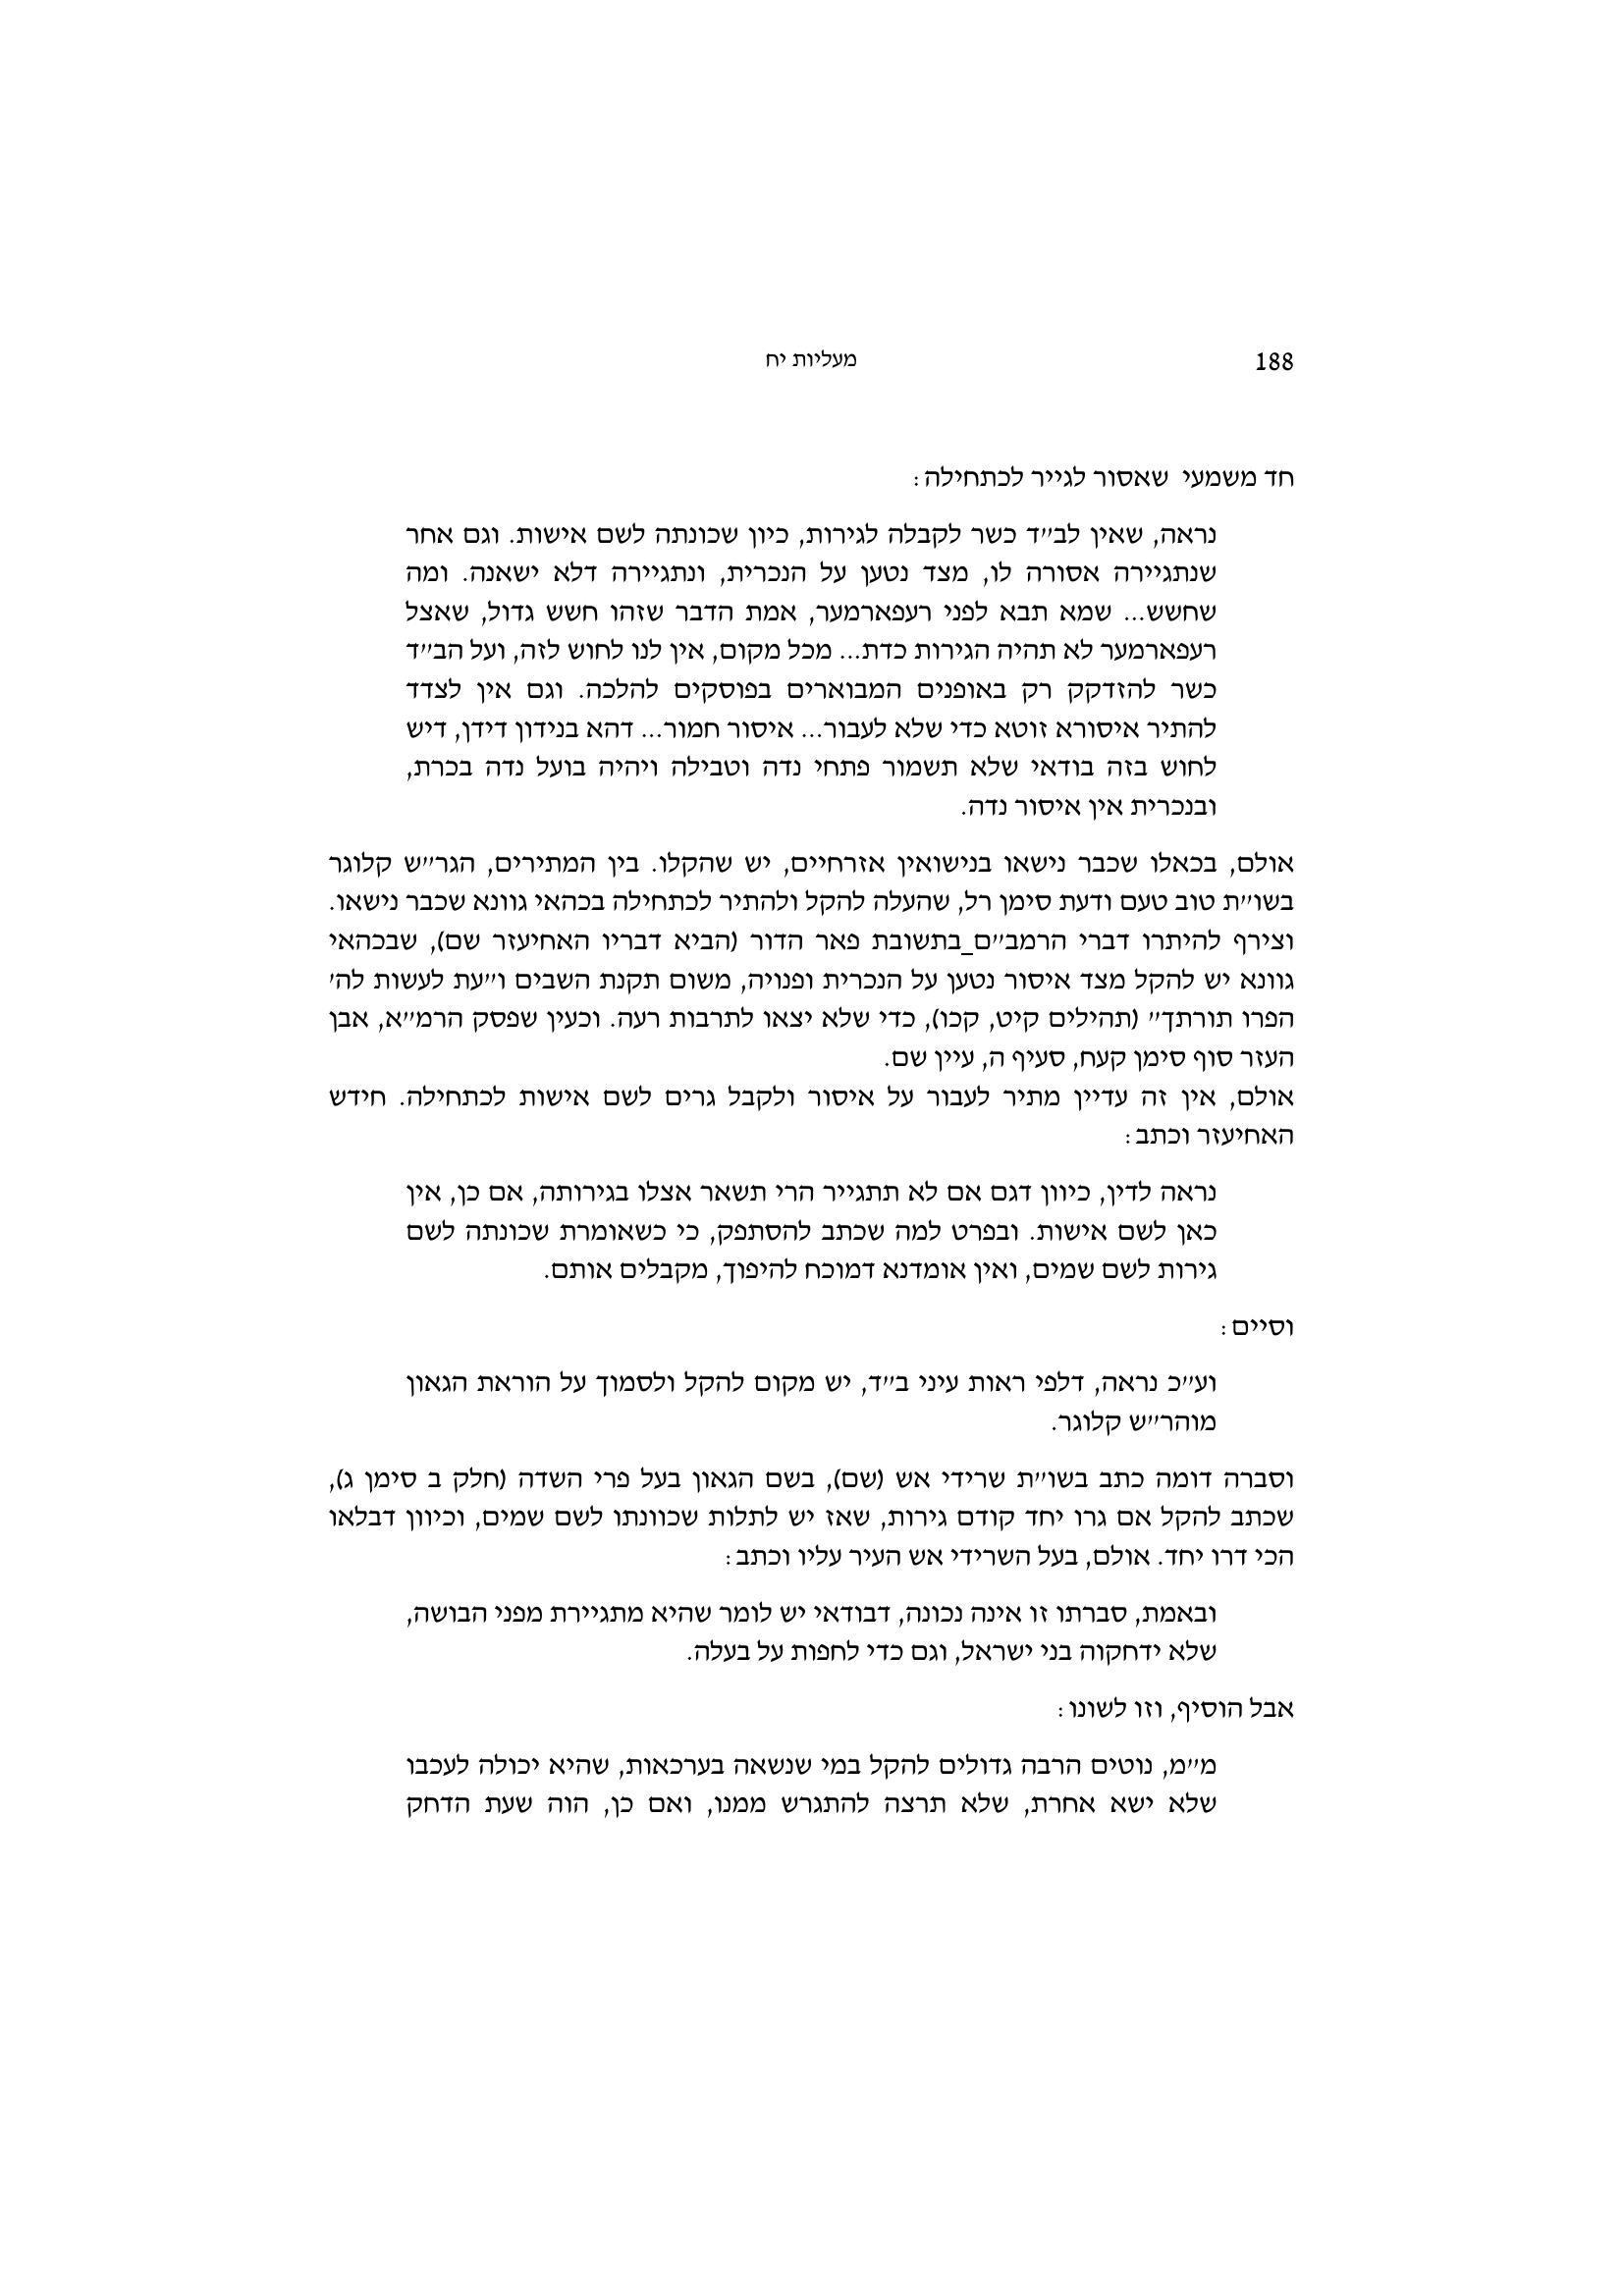 188 מעליות יח
חד משמעי שאסור לגייר לכתחילה:
נראה, שאין לב״ד כשר לקבלה לגירות, כיון שכונתה לשם אישות. וגם אחר
שנתגיירה אסורה לו, מצד נטען על הנכרית, ונתגיירה דלא ישאנה. ומה
שחשש... שמא תבא לפני רעפארמער, אמת הדבר שזהו חשש גדול, שאצל
רעפארמער לא תהיה הגירות כדת... מכל מקום, אין לנו לחוש לזה, ועל הב״ד
כשר להזדקק רק באופנים המבוארים בפוסקים להלכה. וגם אין לצדד
להתיר איסורא זוטא כדי שלא לעבור... איסור חמור... דהא בנידון דידן, דיש
לחוש בזה בודאי שלא תשמור פתחי נדה וטבילה ויהיה בועל נדה בכרת,
ובנכרית אין איסור נדה.
אולם, בכאלו שכבר נישאו בנישואין אזרחיים, יש שהקלו. בין המתירים, הגר״ש קלוגר
בשו״ת טוב טעם ודעת סימן רל, שהעלה להקל ולהתיר לכתחילה בכהאי גוונא שכבר נישאו.
וצירף להיתרו דברי הרמב״ם_בתשובת פאר הדור (הביא דבריו האחיעזר שם), שבכהאי
גוונא יש להקל מצד איסור נטען על הנכרית ופנויה, משום תקנת השבים ו״עת לעשות לה׳
הפרו תורתך״ (תהילים קיט, קכו), כדי שלא יצאו לתרבות רעה. וכעין שפסק הרמ״א, אבן
העזר סוף סימן קעח, סעיף ה, עיין שם.
אולם, אין זה עדיין מתיר לעבור על איסור ולקבל גרים לשם אישות לכתחילה. חידש
האחיעזר וכתב:
נראה לדין, כיוון דגם אם לא תתגייר הרי תשאר אצלו בגירותה, אם כן, אין
כאן לשם אישות. ובפרט למה שכתב להסתפק, כי כשאומרת שכונתה לשם
גירות לשם שמים, ואין אומדנא דמוכח להיפוך, מקבלים אותם.
וסיים:
וע״כ נראה, דלפי ראות עיני ב״ד, יש מקום להקל ולסמוך על הוראת הגאון
מוהר״ש קלוגר.
וסברה דומה כתב בשו״ת שרידי אש (שם), בשם הגאון בעל פרי השדה (חלק ב סימן ג),
שכתב להקל אם גרו יחד קודם גירות, שאז יש לתלות שכוונתו לשם שמים, וכיוון דבלאו
הכי דרו יחד. אולם, בעל השרידי אש העיר עליו וכתב:
ובאמת, סברתו זו אינה נכונה, דבודאי יש לומר שהיא מתגיירת מפני הבושה,
שלא ידחקוה בני ישראל, וגם כדי לחפות על בעלה.
אבל הוסיף, וזו לשונו:
מ״מ, נוטים הרבה גדולים להקל במי שנשאה בערכאות, שהיא יכולה לעכבו
שלא ישא אחרת, שלא תרצה להתגרש ממנו, ואם כן, הוה שעת הדחק